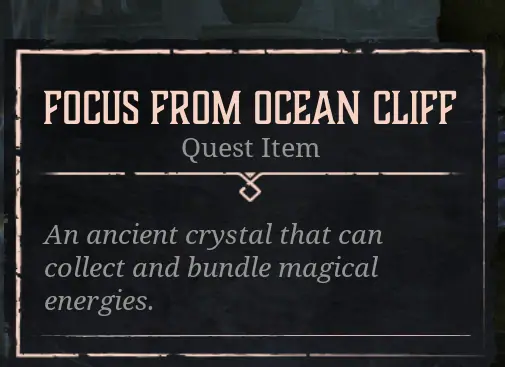 FOCUS FROM OCEAN CLIFF
Quest Item
An ancient crystal that can
collect and bundle magical
energies.